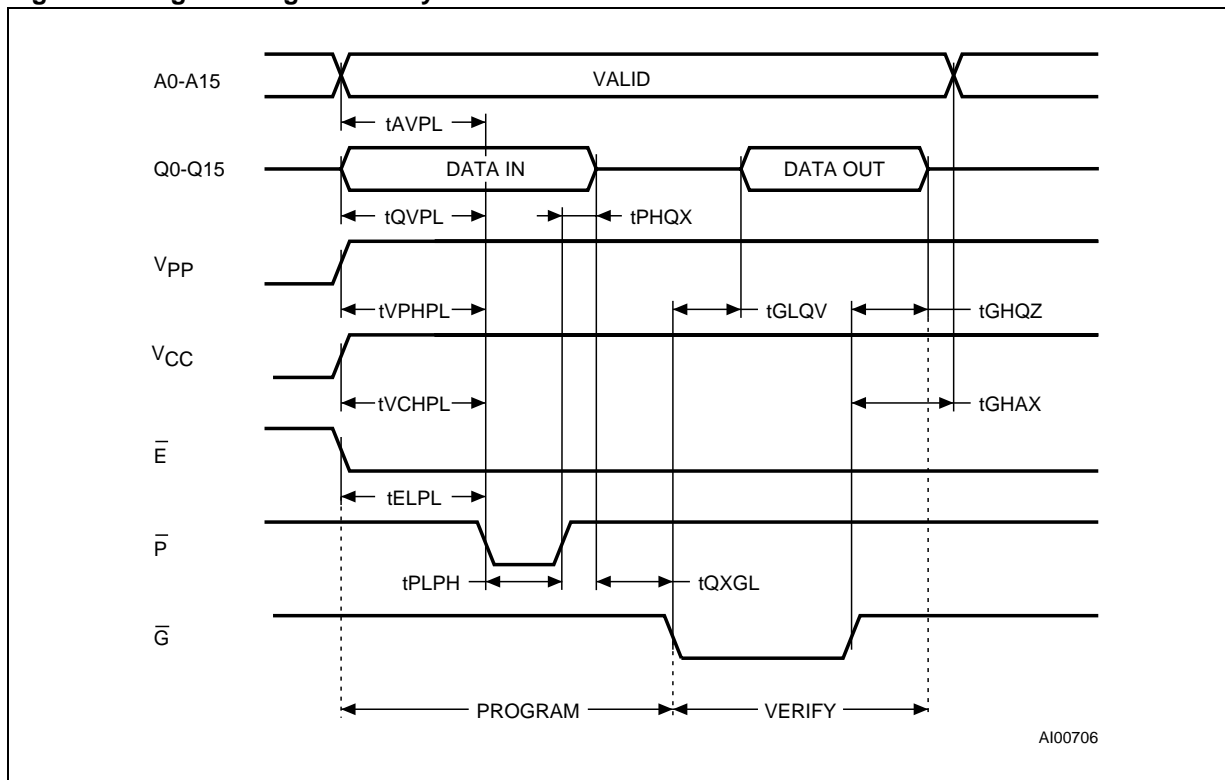 A0-A15
VALID
tAVPL
Q0-Q15
DATA IN
DATA OUT
tQVPL
tPHQX
VPP
tVPHPL
tGLQV
tGHQZ
VCC
tVCHPL
tGHAX
E̅
tELPL
P̅
tPLPH
tQXGL
G̅
PROGRAM
VERIFY
AI00706